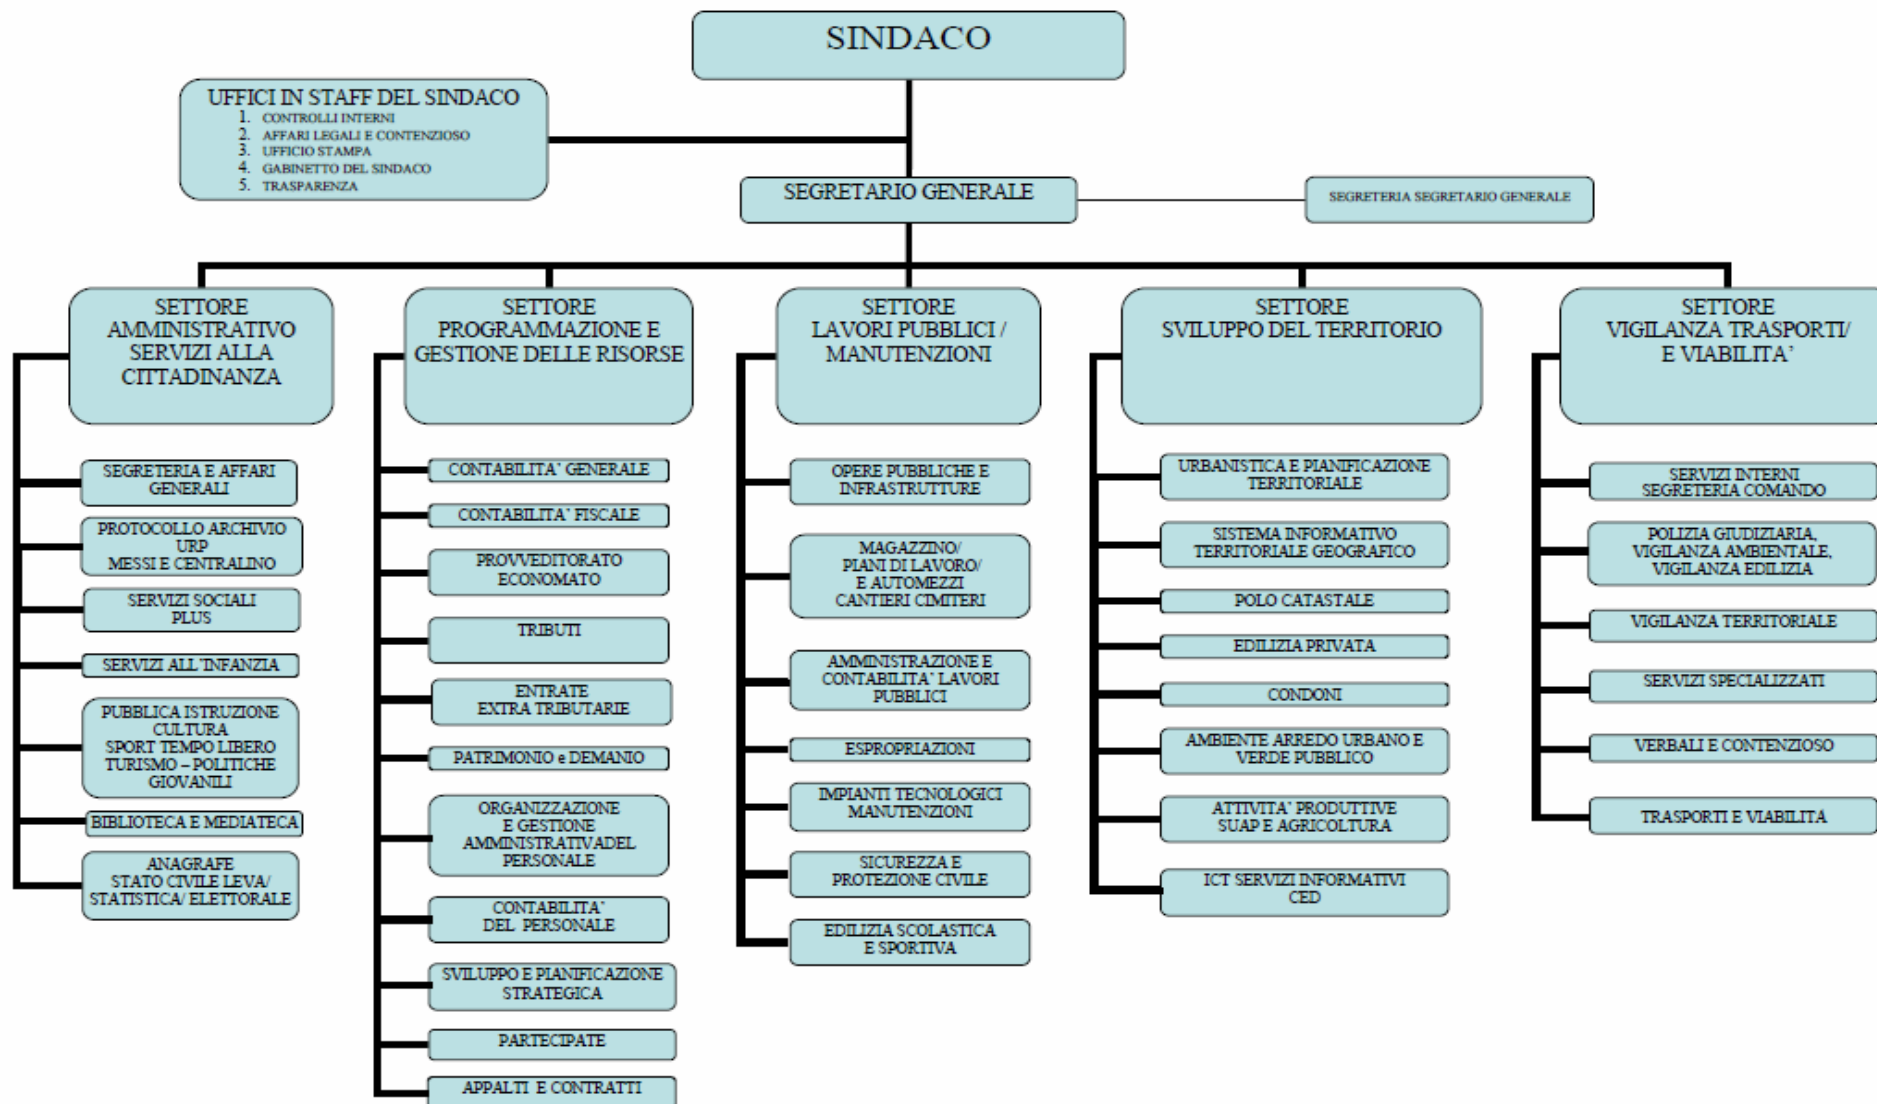 SINDACO
UFFICI IN STAFF DEL SINDACO
1. CONTROLLI INTERNI
2. AFFARI LEGALI E CONTENZIOSO
3. UFFICIO STAMPA
4. GABINETTO DEL SINDACO
5. TRASPARENZA
SEGRETARIO GENERALE
SEGRETERIA SEGRETARIO GENERALE
SETTORE
AMMINISTRATIVO
SERVIZI ALLA
CITTADINANZA
SEGRETERIA E AFFARI
GENERALI
PROTOCOLLO ARCHIVIO
URP
MESSI E CENTRALINO
SERVIZI SOCIALI
PLUS
SERVIZI ALL'INFANZIA
PUBBLICA ISTRUZIONE
CULTURA
SPORT TEMPO LIBERO
TURISMO – POLITICHE
GIOVANILI
BIBLIOTECA E MEDIATECA
ANAGRAFE
STATO CIVILE LEVA/
STATISTICA/ ELETTORALE
SETTORE
PROGRAMMAZIONE E
GESTIONE DELLE RISORSE
CONTABILITA' GENERALE
CONTABILITA' FISCALE
PROVVEDITORATO
ECONOMATO
TRIBUTI
ENTRATE
EXTRA TRIBUTARIE
PATRIMONIO e DEMANIO
ORGANIZZAZIONE
E GESTIONE
AMMINISTRATIVADEL
PERSONALE
CONTABILITA'
DEL PERSONALE
SVILUPPO E PIANIFICAZIONE
STRATEGICA
PARTECIPATE
APPALTI E CONTRATTI
SETTORE
LAVORI PUBBLICI /
MANUTENZIONI
OPERE PUBBLICHE E
INFRASTRUTTURE
MAGAZZINO/
PIANI DI LAVORO/
E AUTOMEZZI
CANTIERI CIMITERI
AMMINISTRAZIONE E
CONTABILITA' LAVORI
PUBBLICI
ESPROPRIAZIONI
IMPIANTI TECNOLOGICI
MANUTENZIONI
SICUREZZA E
PROTEZIONE CIVILE
EDILIZIA SCOLASTICA
E SPORTIVA
SETTORE
SVILUPPO DEL TERRITORIO
URBANISTICA E PIANIFICAZIONE
TERRITORIALE
SISTEMA INFORMATIVO
TERRITORIALE GEOGRAFICO
POLO CATASTALE
EDILIZIA PRIVATA
CONDONI
AMBIENTE ARREDO URBANO E
VERDE PUBBLICO
ATTIVITA' PRODUTTIVE
SUAP E AGRICOLTURA
ICT SERVIZI INFORMATIVI
CED
SETTORE
VIGILANZA TRASPORTI/
E VIABILITA'
SERVIZI INTERNI
SEGRETERIA COMANDO
POLIZIA GIUDIZIARIA,
VIGILANZA AMBIENTALE,
VIGILANZA EDILIZIA
VIGILANZA TERRITORIALE
SERVIZI SPECIALIZZATI
VERBALI E CONTENZIOSO
TRASPORTI E VIABILITÀ